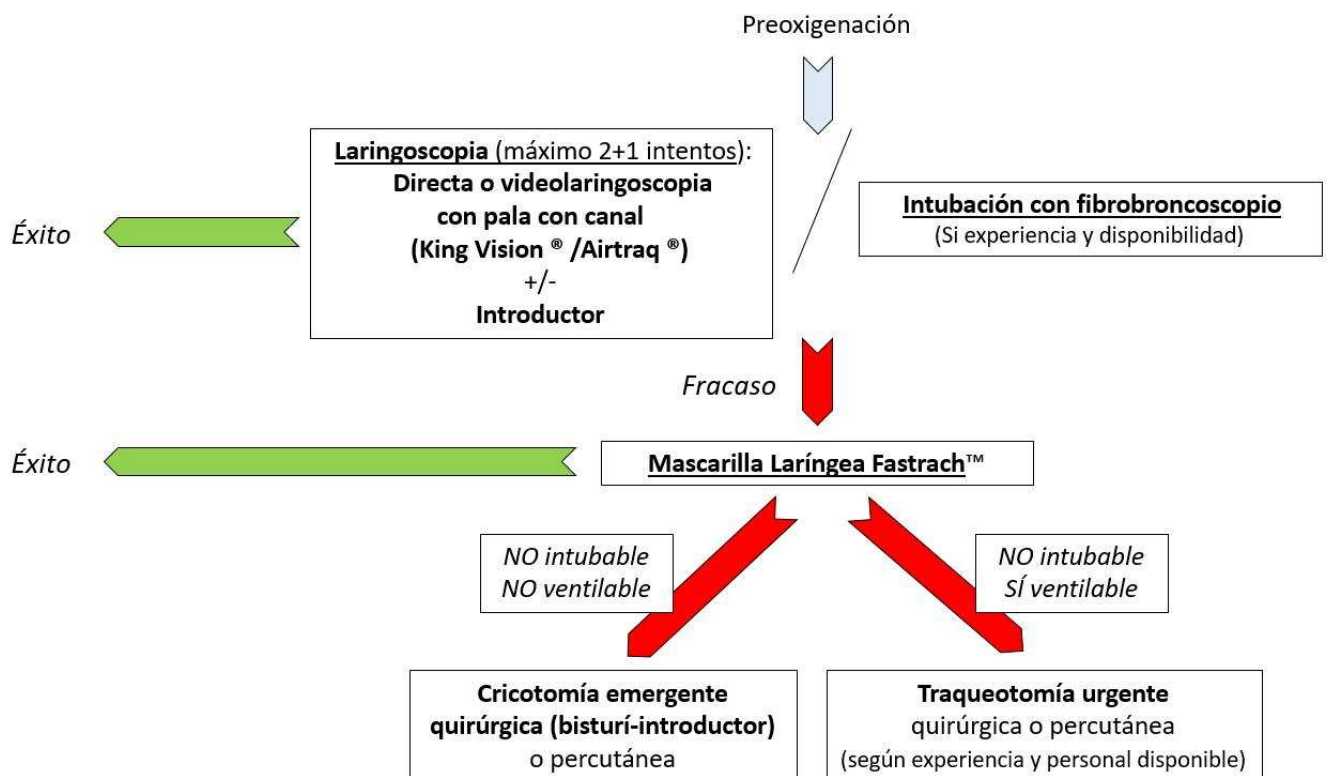 Preoxigenación
Laringoscopia (máximo 2+1 intentos):
Directa o videolaringoscopia
con pala con canal
(King Vision ® /Airtraq ®)
+/-
Introductor
Intubación con fibrobroncoscopio
(Si experiencia y disponibilidad)
Éxito
Fracaso
Éxito
Mascarilla Laríngea Fastrach™
NO intubable
NO ventilable
NO intubable
SÍ ventilable
Cricotomía emergente
quirúrgica (bisturí-introductor)
o percutánea
Traqueotomía urgente
quirúrgica o percutánea
(según experiencia y personal disponible)